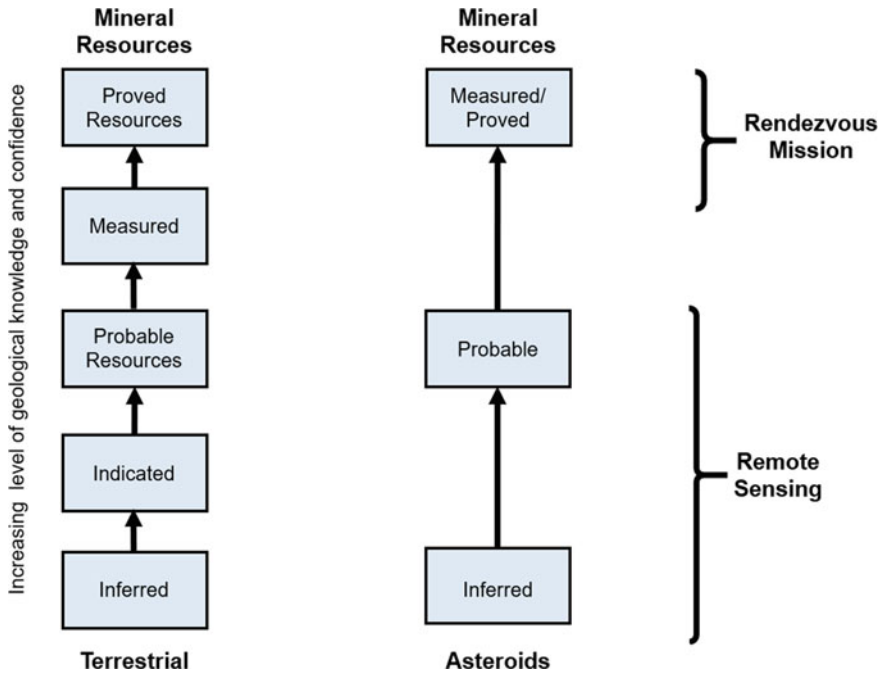 Mineral
Resources
Proved
Resources
Measured
Probable
Resources
Indicated
Inferred
Terrestrial
Increasing level of geological knowledge and confidence
Mineral
Resources
Measured/
Proved
Probable
Inferred
Asteroids
Rendezvous
Mission
Remote
Sensing